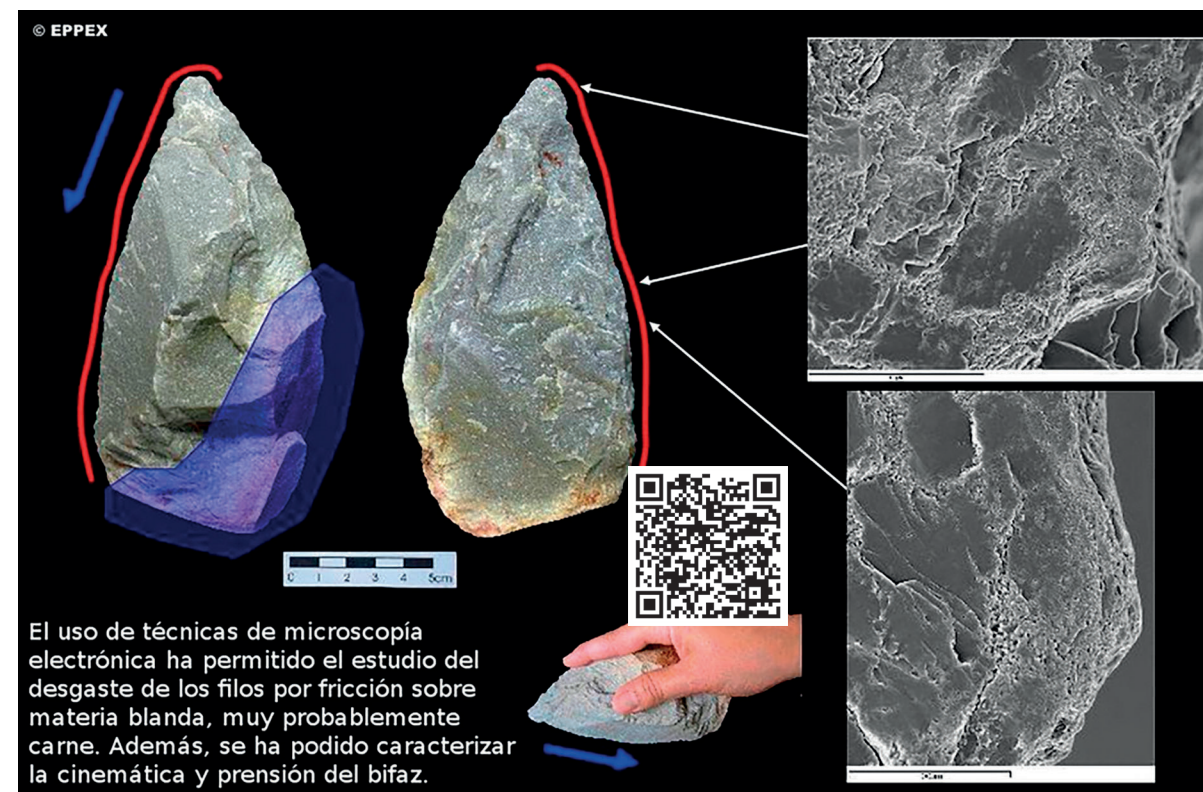 © EPPEX
0 1 2 3 4 5cm
El uso de técnicas de microscopía
electrónica ha permitido el estudio del
desgaste de los filos por fricción sobre
materia blanda, muy probablemente
carne. Además, se ha podido caracterizar
la cinemática y prensión del bifaz.